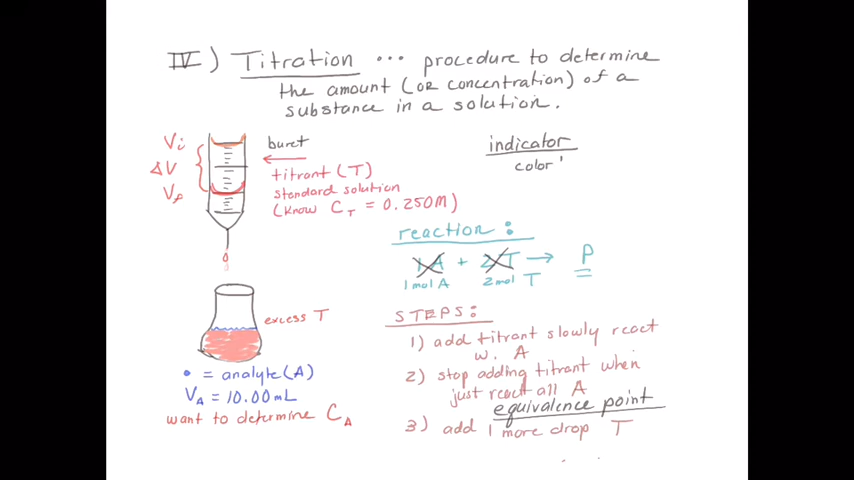 IV) Titration ... procedure to determine
the amount (OR concentration) of a
substance in a solution.
Vi
ΔV
Vf
buret
titrant (T)
standard solution
(know CT = 0.250M)
indicator
color '
reaction :
1A + 2T → P
1 mol A 2 mol T
excess T
• = analyte (A)
VA = 10.00 mL
want to determine CA
STEPS:
1) add titrant slowly react
w. A
2) stop adding titrant when
just react all A
equivalence point
3) add 1 more drop T